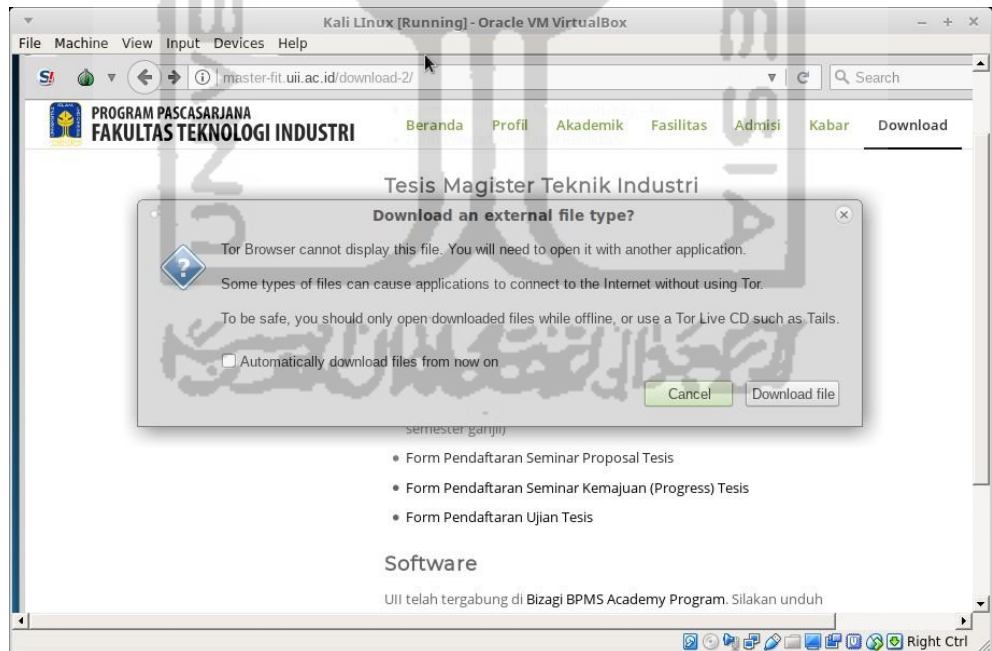 Kali LInux [Running] - Oracle VM VirtualBox
File Machine View Input Devices Help
S! master-fit.uii.ac.id/download-2/ Search
PROGRAM PASCASARJANA
FAKULTAS TEKNOLOGI INDUSTRI
Beranda Profil Akademik Fasilitas Admisi Kabar Download
Tesis Magister Teknik Industri
Download an external file type?
Tor Browser cannot display this file. You will need to open it with another application.
Some types of files can cause applications to connect to the Internet without using Tor.
To be safe, you should only open downloaded files while offline, or use a Tor Live CD such as Tails.
Automatically download files from now on
Cancel Download file
semester ganjil)
Form Pendaftaran Seminar Proposal Tesis
Form Pendaftaran Seminar Kemajuan (Progress) Tesis
Form Pendaftaran Ujian Tesis
Software
UII telah tergabung di Bizagi BPMS Academy Program. Silakan unduh
Right Ctrl